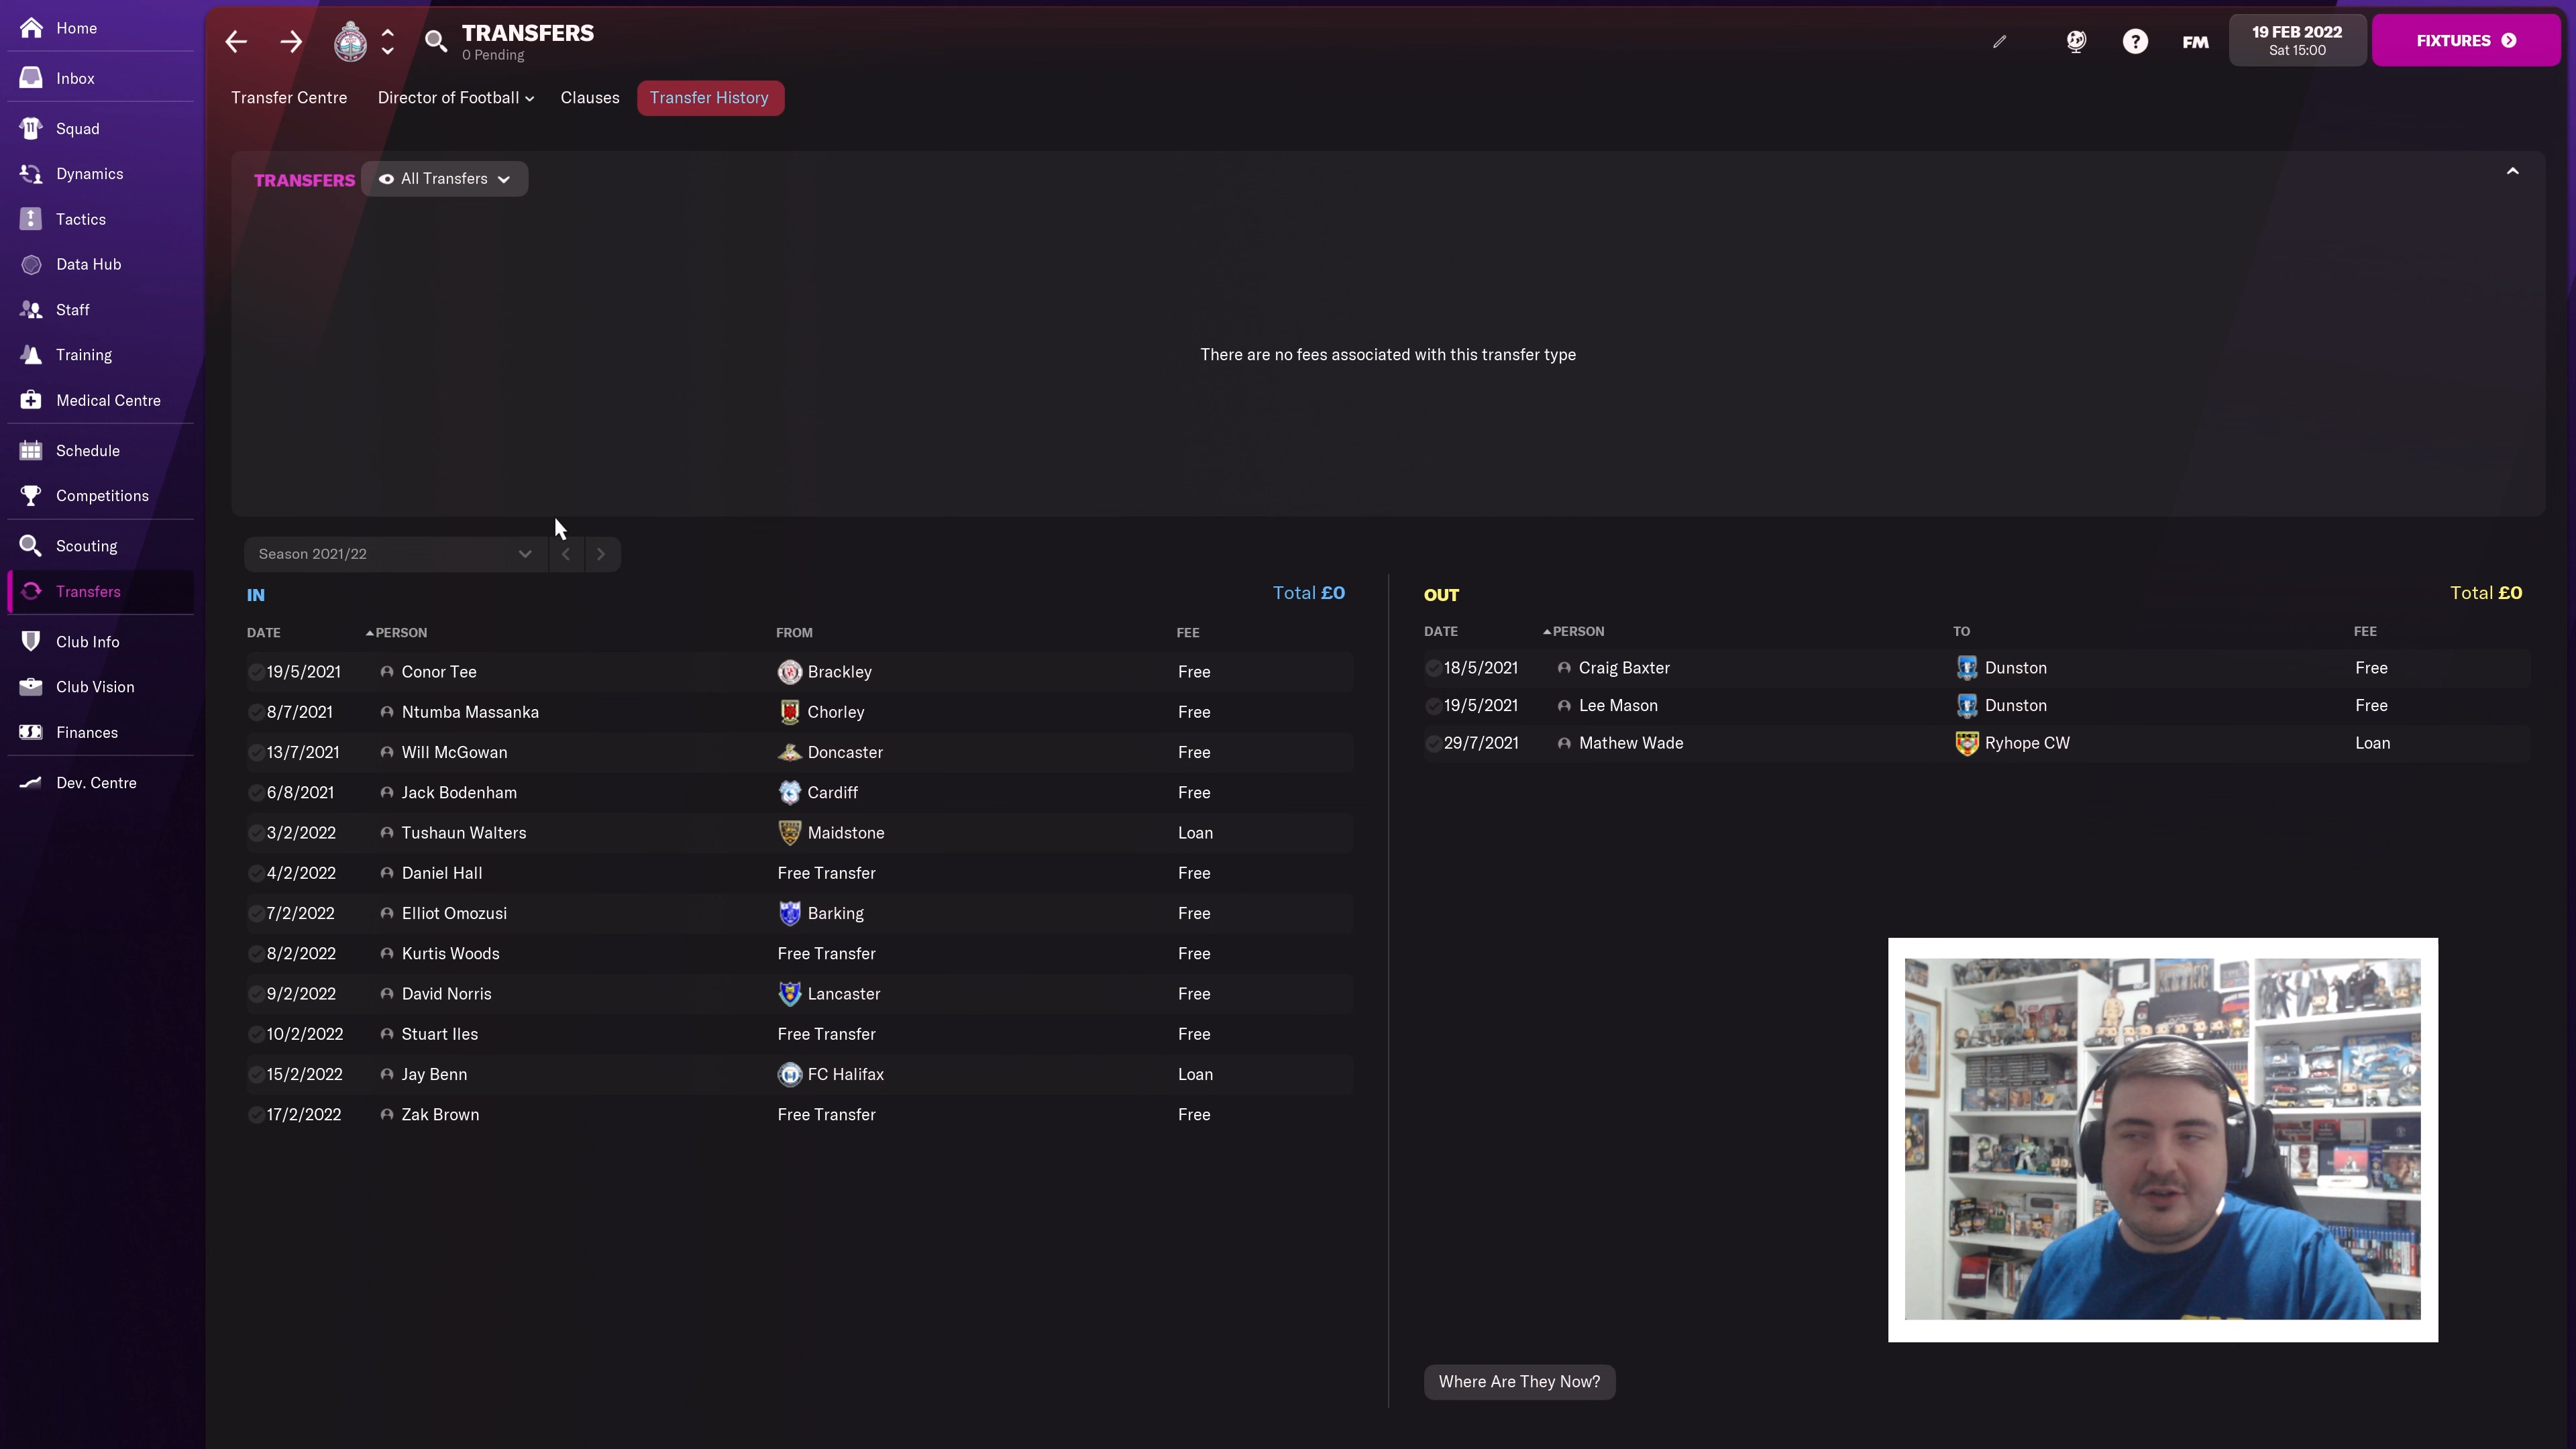 Home
Inbox
Squad
Dynamics
Tactics
Data Hub
Staff
Training
Medical Centre
Schedule
Competitions
Scouting
Transfers
Club Info
Club Vision
Finances
Dev. Centre
TRANSFERS
0 Pending
FM
19 FEB 2022
Sat 15:00
FIXTURES
Transfer Centre Director of Football Clauses Transfer History
TRANSFERS All Transfers
There are no fees associated with this transfer type
Season 2021/22
IN Total £0
DATE PERSON FROM FEE
19/5/2021 Conor Tee Brackley Free
8/7/2021 Ntumba Massanka Chorley Free
13/7/2021 Will McGowan Doncaster Free
6/8/2021 Jack Bodenham Cardiff Free
3/2/2022 Tushaun Walters Maidstone Loan
4/2/2022 Daniel Hall Free Transfer Free
7/2/2022 Elliot Omozusi Barking Free
8/2/2022 Kurtis Woods Free Transfer Free
9/2/2022 David Norris Lancaster Free
10/2/2022 Stuart Iles Free Transfer Free
15/2/2022 Jay Benn FC Halifax Loan
17/2/2022 Zak Brown Free Transfer Free
OUT Total £0
DATE PERSON TO FEE
18/5/2021 Craig Baxter Dunston Free
19/5/2021 Lee Mason Dunston Free
29/7/2021 Mathew Wade Ryhope CW Loan
Where Are They Now?